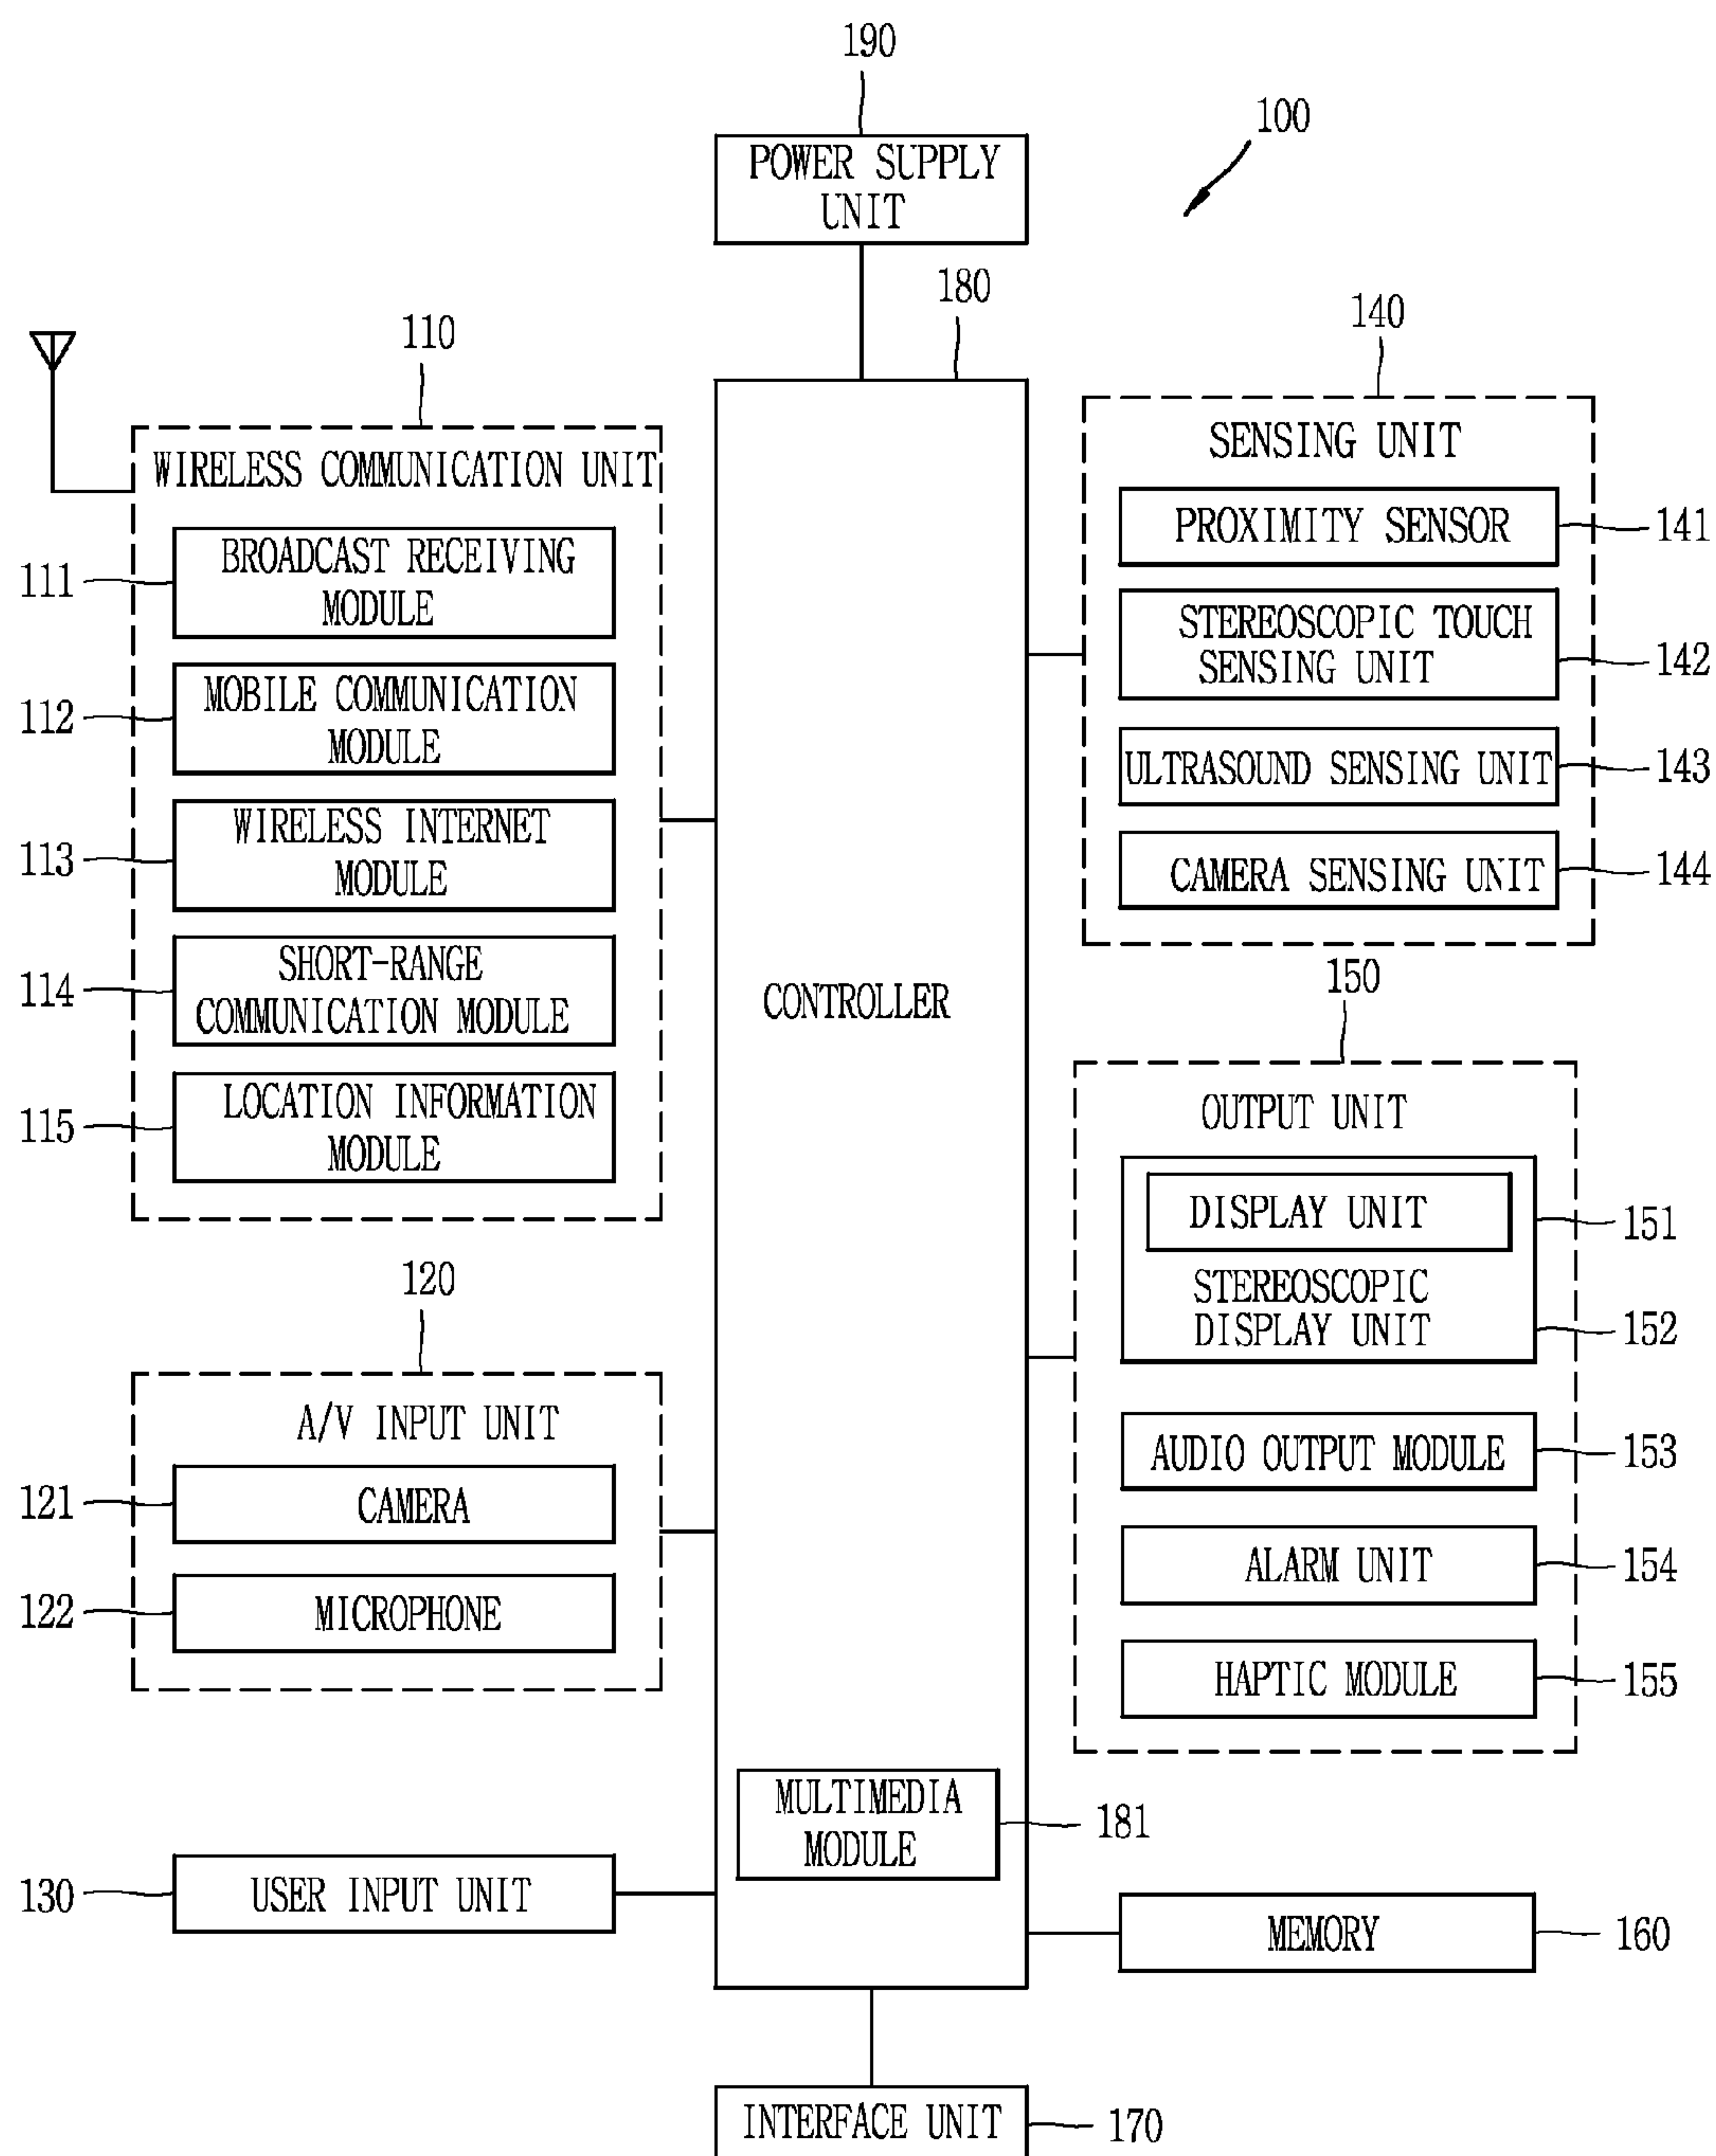 190
100
POWER SUPPLY
UNIT
180
110
WIRELESS COMMUNICATION UNIT
111
BROADCAST RECEIVING
MODULE
112
MOBILE COMMUNICATION
MODULE
113
WIRELESS INTERNET
MODULE
114
SHORT-RANGE
COMMUNICATION MODULE
115
LOCATION INFORMATION
MODULE
120
A/V INPUT UNIT
121
CAMERA
122
MICROPHONE
130
USER INPUT UNIT
CONTROLLER
MULTIMEDIA
MODULE
181
140
SENSING UNIT
PROXIMITY SENSOR
141
STEREOSCOPIC TOUCH
SENSING UNIT
142
ULTRASOUND SENSING UNIT
143
CAMERA SENSING UNIT
144
150
OUTPUT UNIT
DISPLAY UNIT
151
STEREOSCOPIC
DISPLAY UNIT
152
AUDIO OUTPUT MODULE
153
ALARM UNIT
154
HAPTIC MODULE
155
MEMORY
160
INTERFACE UNIT
170